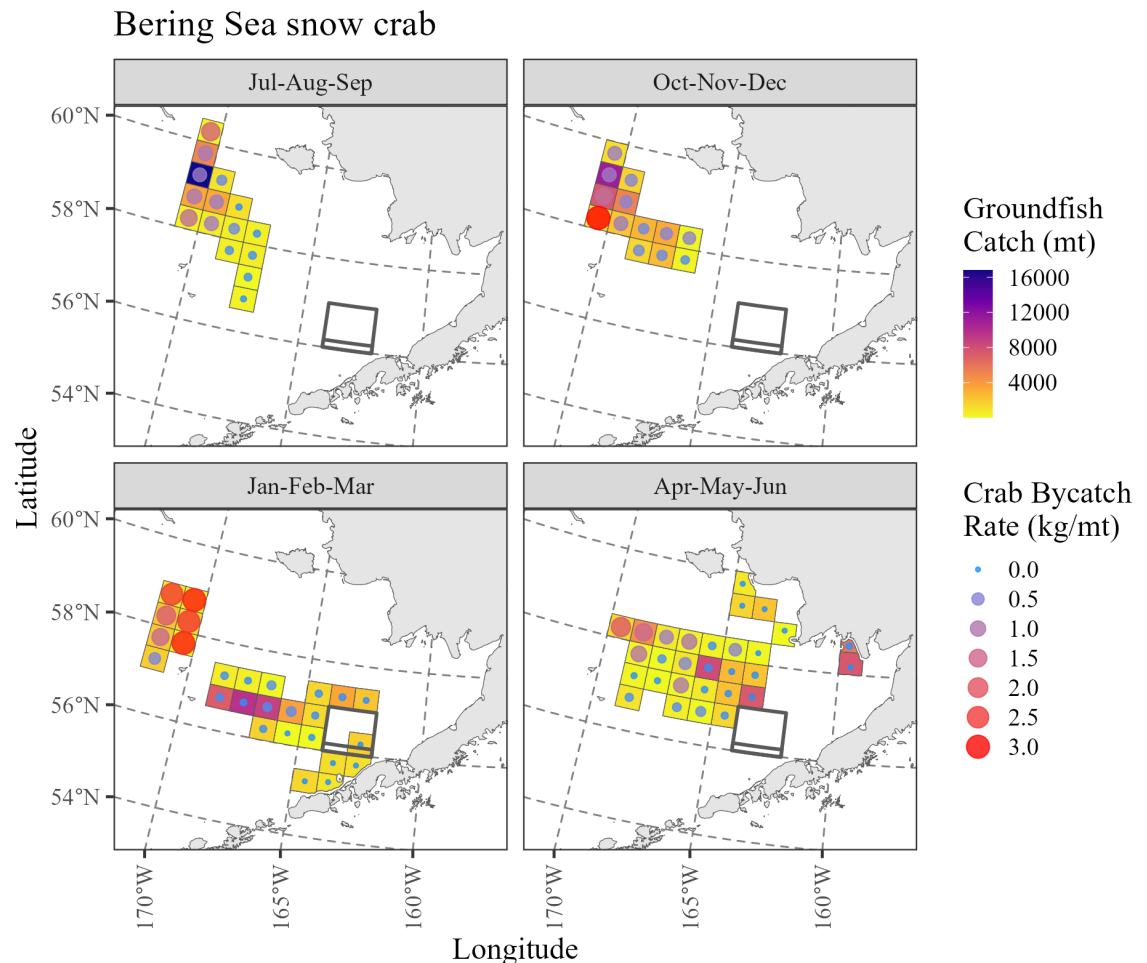 Bering Sea snow crab
Jul-Aug-Sep
Oct-Nov-Dec
60°N
58°N
56°N
54°N
Jan-Feb-Mar
Apr-May-Jun
60°N
58°N
56°N
54°N
170°W
165°W
160°W
170°W
165°W
160°W
Latitude
Longitude
Groundfish
Catch (mt)
16000
12000
8000
4000
Crab Bycatch
Rate (kg/mt)
0.0
0.5
1.0
1.5
2.0
2.5
3.0